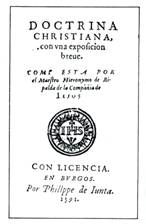 DOCTRINA
CHRISTIANA,
con vna exposicion
breue.
COMPVESTA POR
el Maestro Hieronymo de Ri-
palda de la Compañia de
IESVS
IHS
CON LICENCIA.
EN BVRGOS.
Por Philippe de Iunta.
1591.